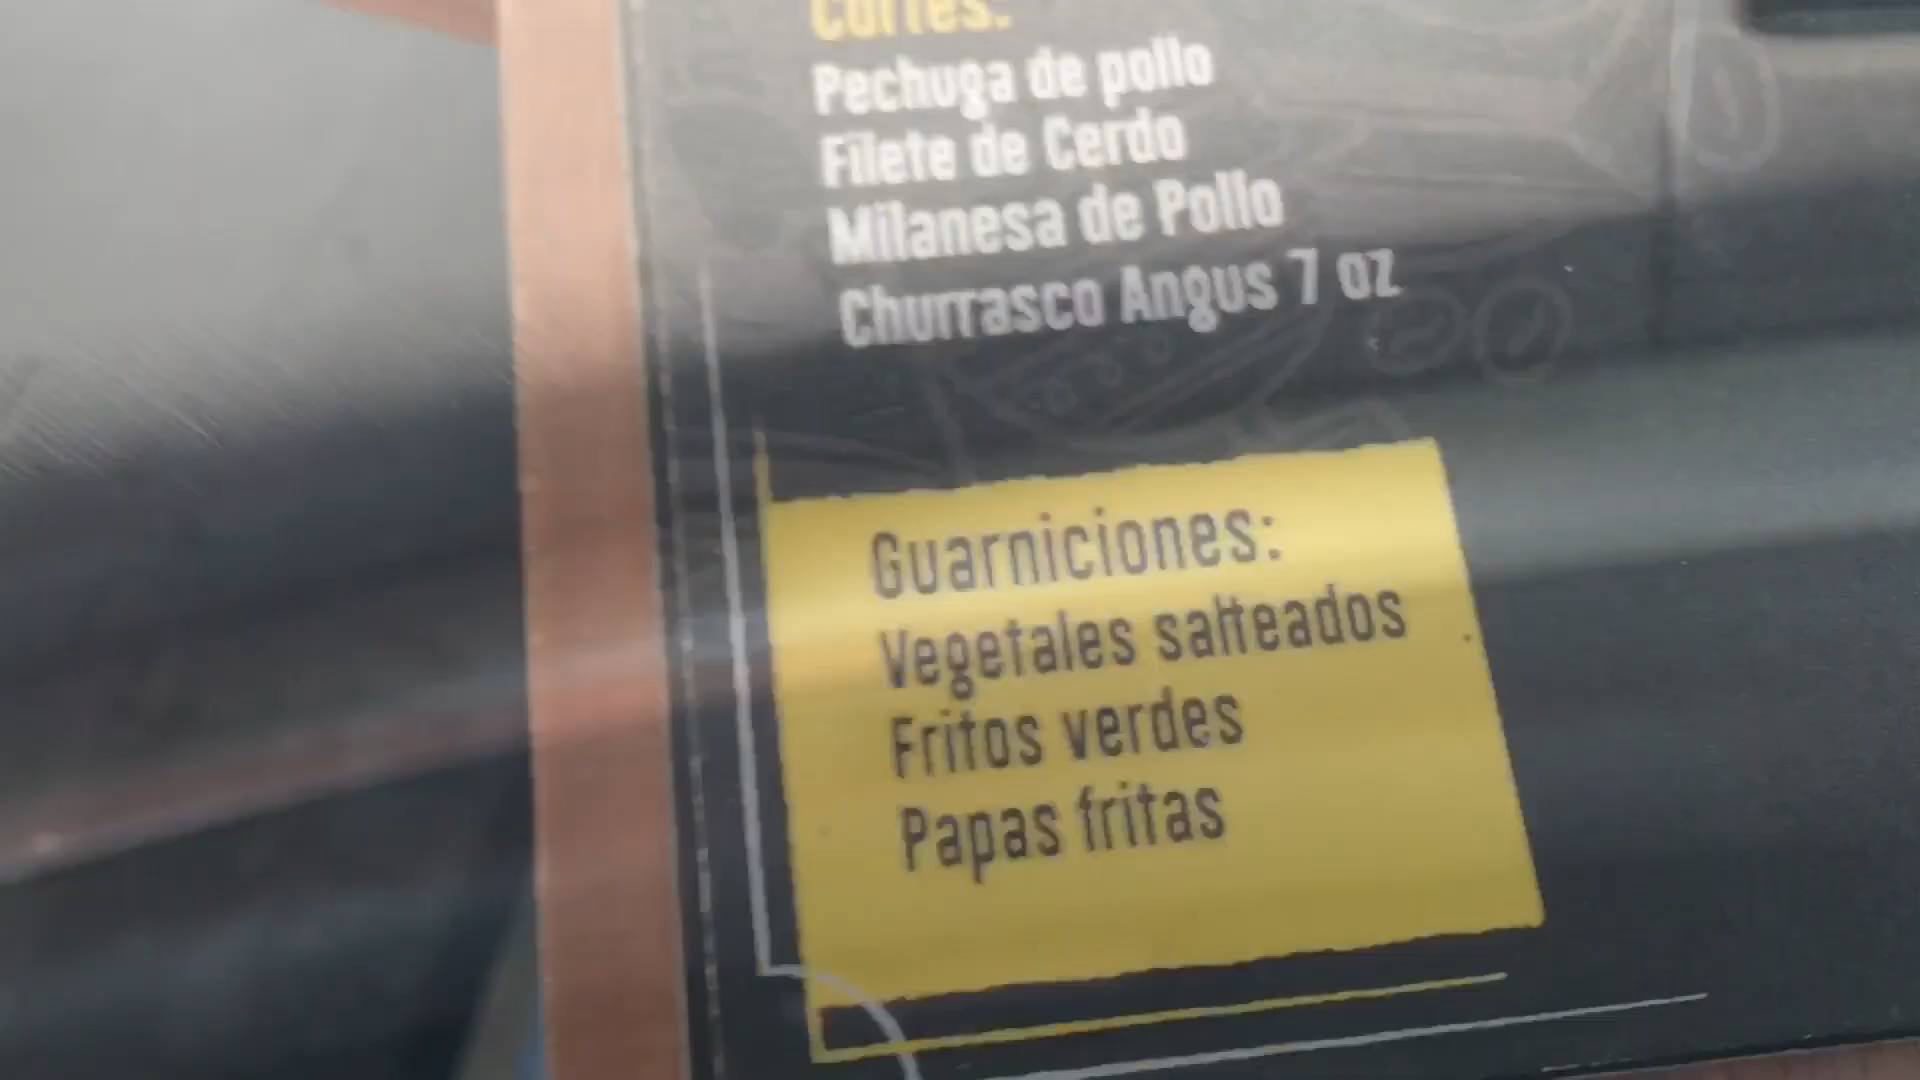 Cortes:
Pechuga de pollo
Filete de Cerdo
Milanesa de Pollo
Churrasco Angus 7 oz
Guarniciones:
Vegetales salteados
Fritos verdes
Papas fritas